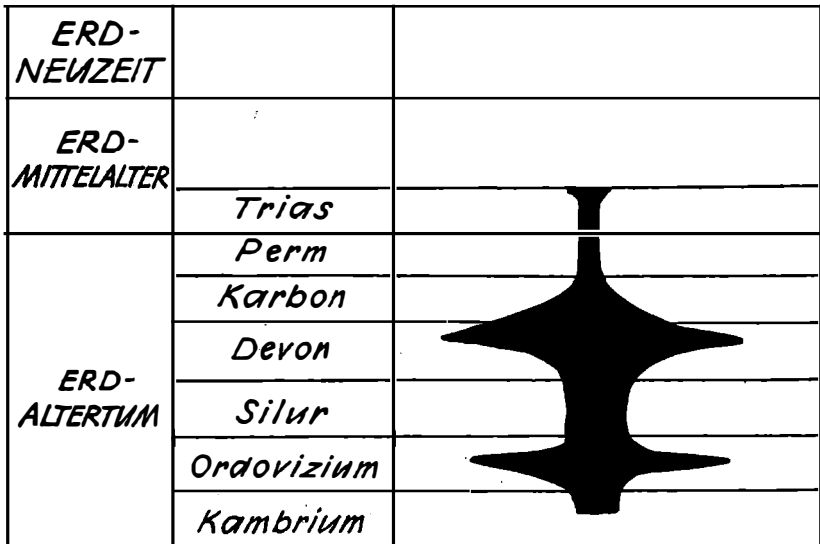 ERD-
NEUZEIT
ERD-
MITTELALTER
Trias
Perm
Karbon
Devon
ERD-
ALTERTUM
Silur
Ordovizium
Kambrium